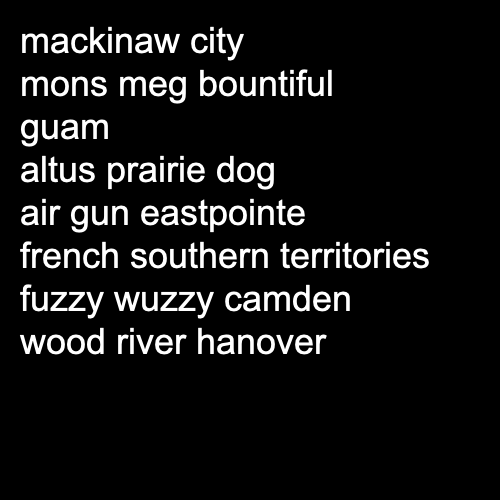 mackinaw city
mons meg bountiful
guam
altus prairie dog
air gun eastpointe
french southern territories
fuzzy wuzzy camden
wood river hanover